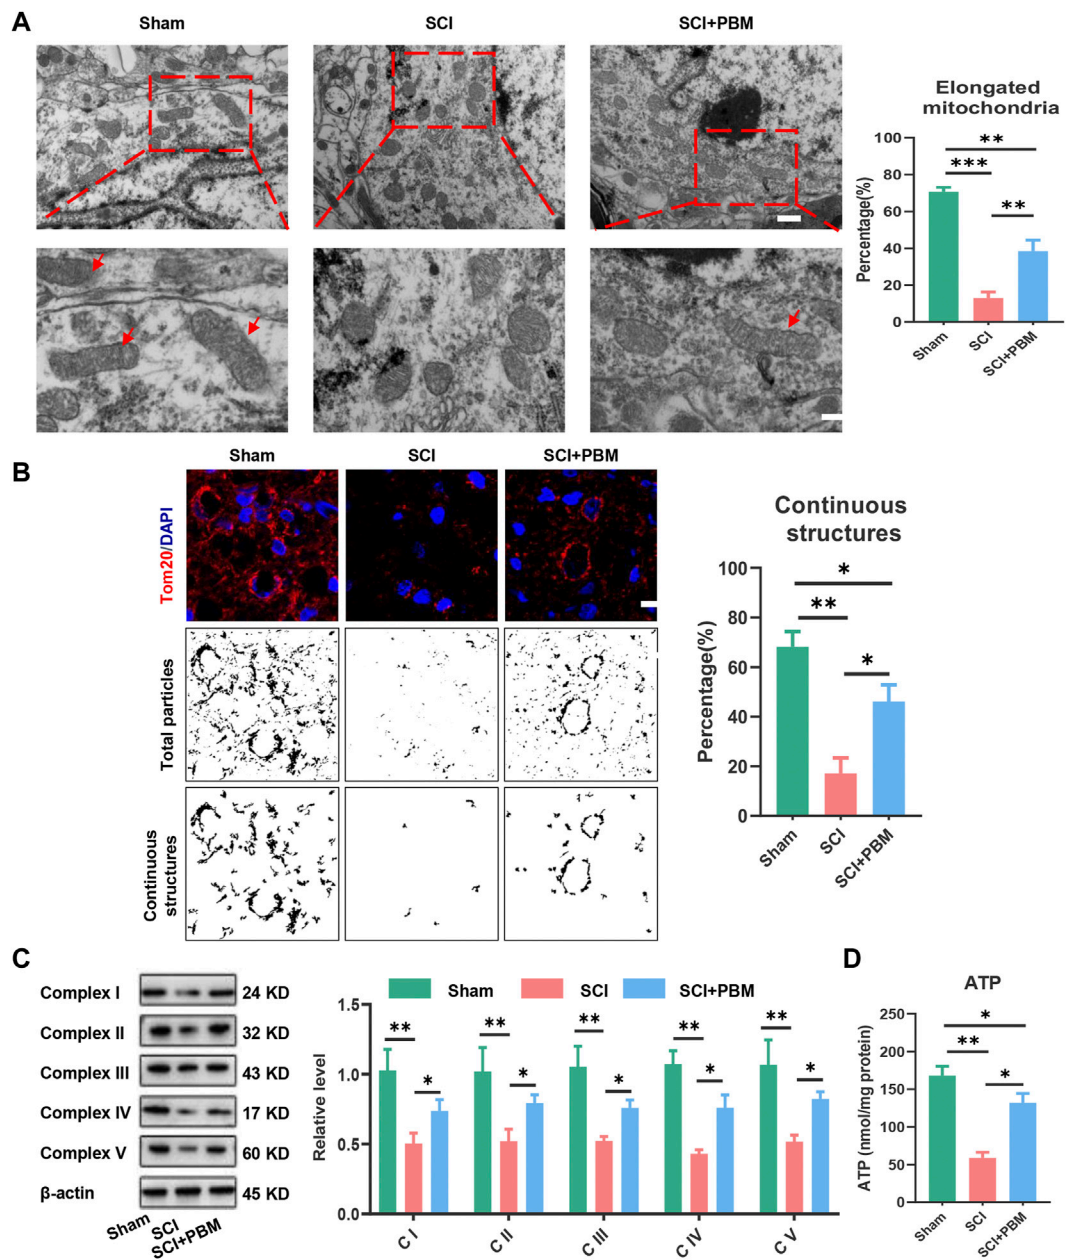 A
Sham
SCI
SCI+PBM
Elongated
mitochondria
Percentage(%)
100
80
60
40
20
0
**
***
**
Sham
SCI
SCI+PBM
B
Sham
SCI
SCI+PBM
Tom20/DAPI
Total particles
Continuous
structures
Continuous
structures
Percentage(%)
100
80
60
40
20
0
*
**
*
Sham
SCI
SCI+PBM
C
Complex I
24 KD
Complex II
32 KD
Complex III
43 KD
Complex IV
17 KD
Complex V
60 KD
β-actin
45 KD
Sham
SCI
SCI+PBM
Sham
SCI
SCI+PBM
Relative level
1.5
1.0
0.5
0.0
**
*
**
*
**
*
**
*
**
*
C I
C II
C III
C IV
C V
D
ATP
ATP (nmol/mg protein)
250
200
150
100
50
0
*
**
*
Sham
SCI
SCI+PBM